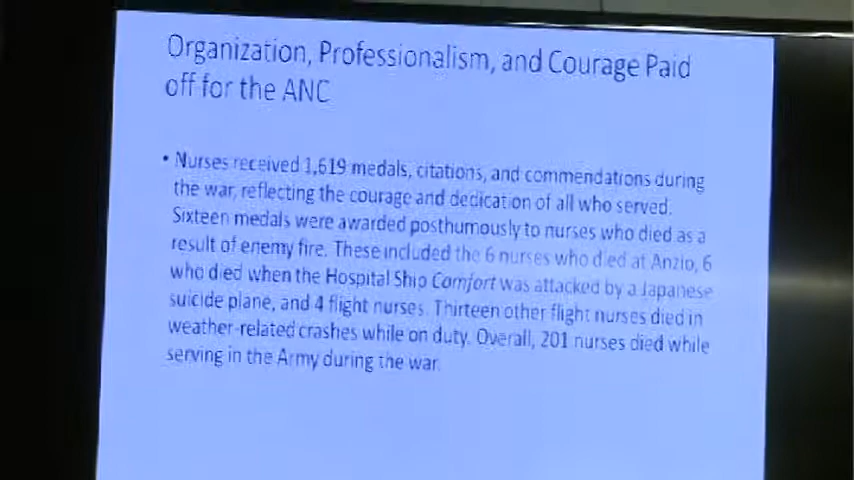 Organization, Professionalism, and Courage Paid
off for the ANC
• Nurses received 1,619 medals, citations, and commendations during
the war, reflecting the courage and dedication of all who served.
Sixteen medals were awarded posthumously to nurses who died as a
result of enemy fire. These included the 6 nurses who died at Anzio, 6
who died when the Hospital Ship Comfort was attacked by a Japanese
suicide plane, and 4 flight nurses. Thirteen other flight nurses died in
weather-related crashes while on duty. Overall, 201 nurses died while
serving in the Army during the war.